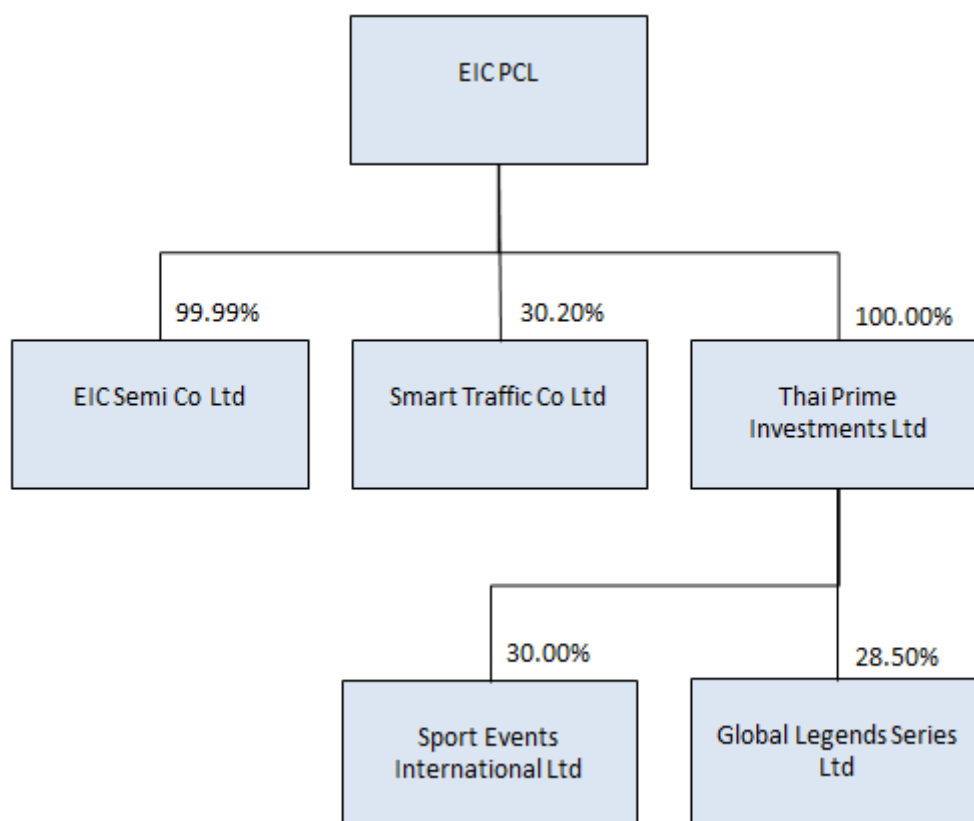 EIC PCL
99.99%
30.20%
100.00%
EIC Semi Co Ltd
Smart Traffic Co Ltd
Thai Prime
Investments Ltd
30.00%
28.50%
Sport Events
International Ltd
Global Legends Series
Ltd